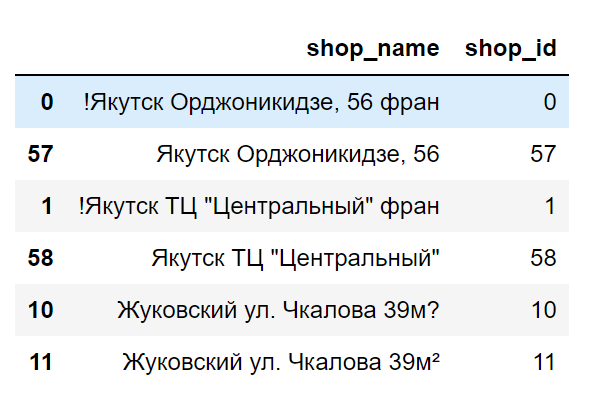 shop_name shop_id
0 !Якутск Орджоникидзе, 56 фран 0
57 Якутск Орджоникидзе, 56 57
1 !Якутск ТЦ "Центральный" фран 1
58 Якутск ТЦ "Центральный" 58
10 Жуковский ул. Чкалова 39м? 10
11 Жуковский ул. Чкалова 39м² 11